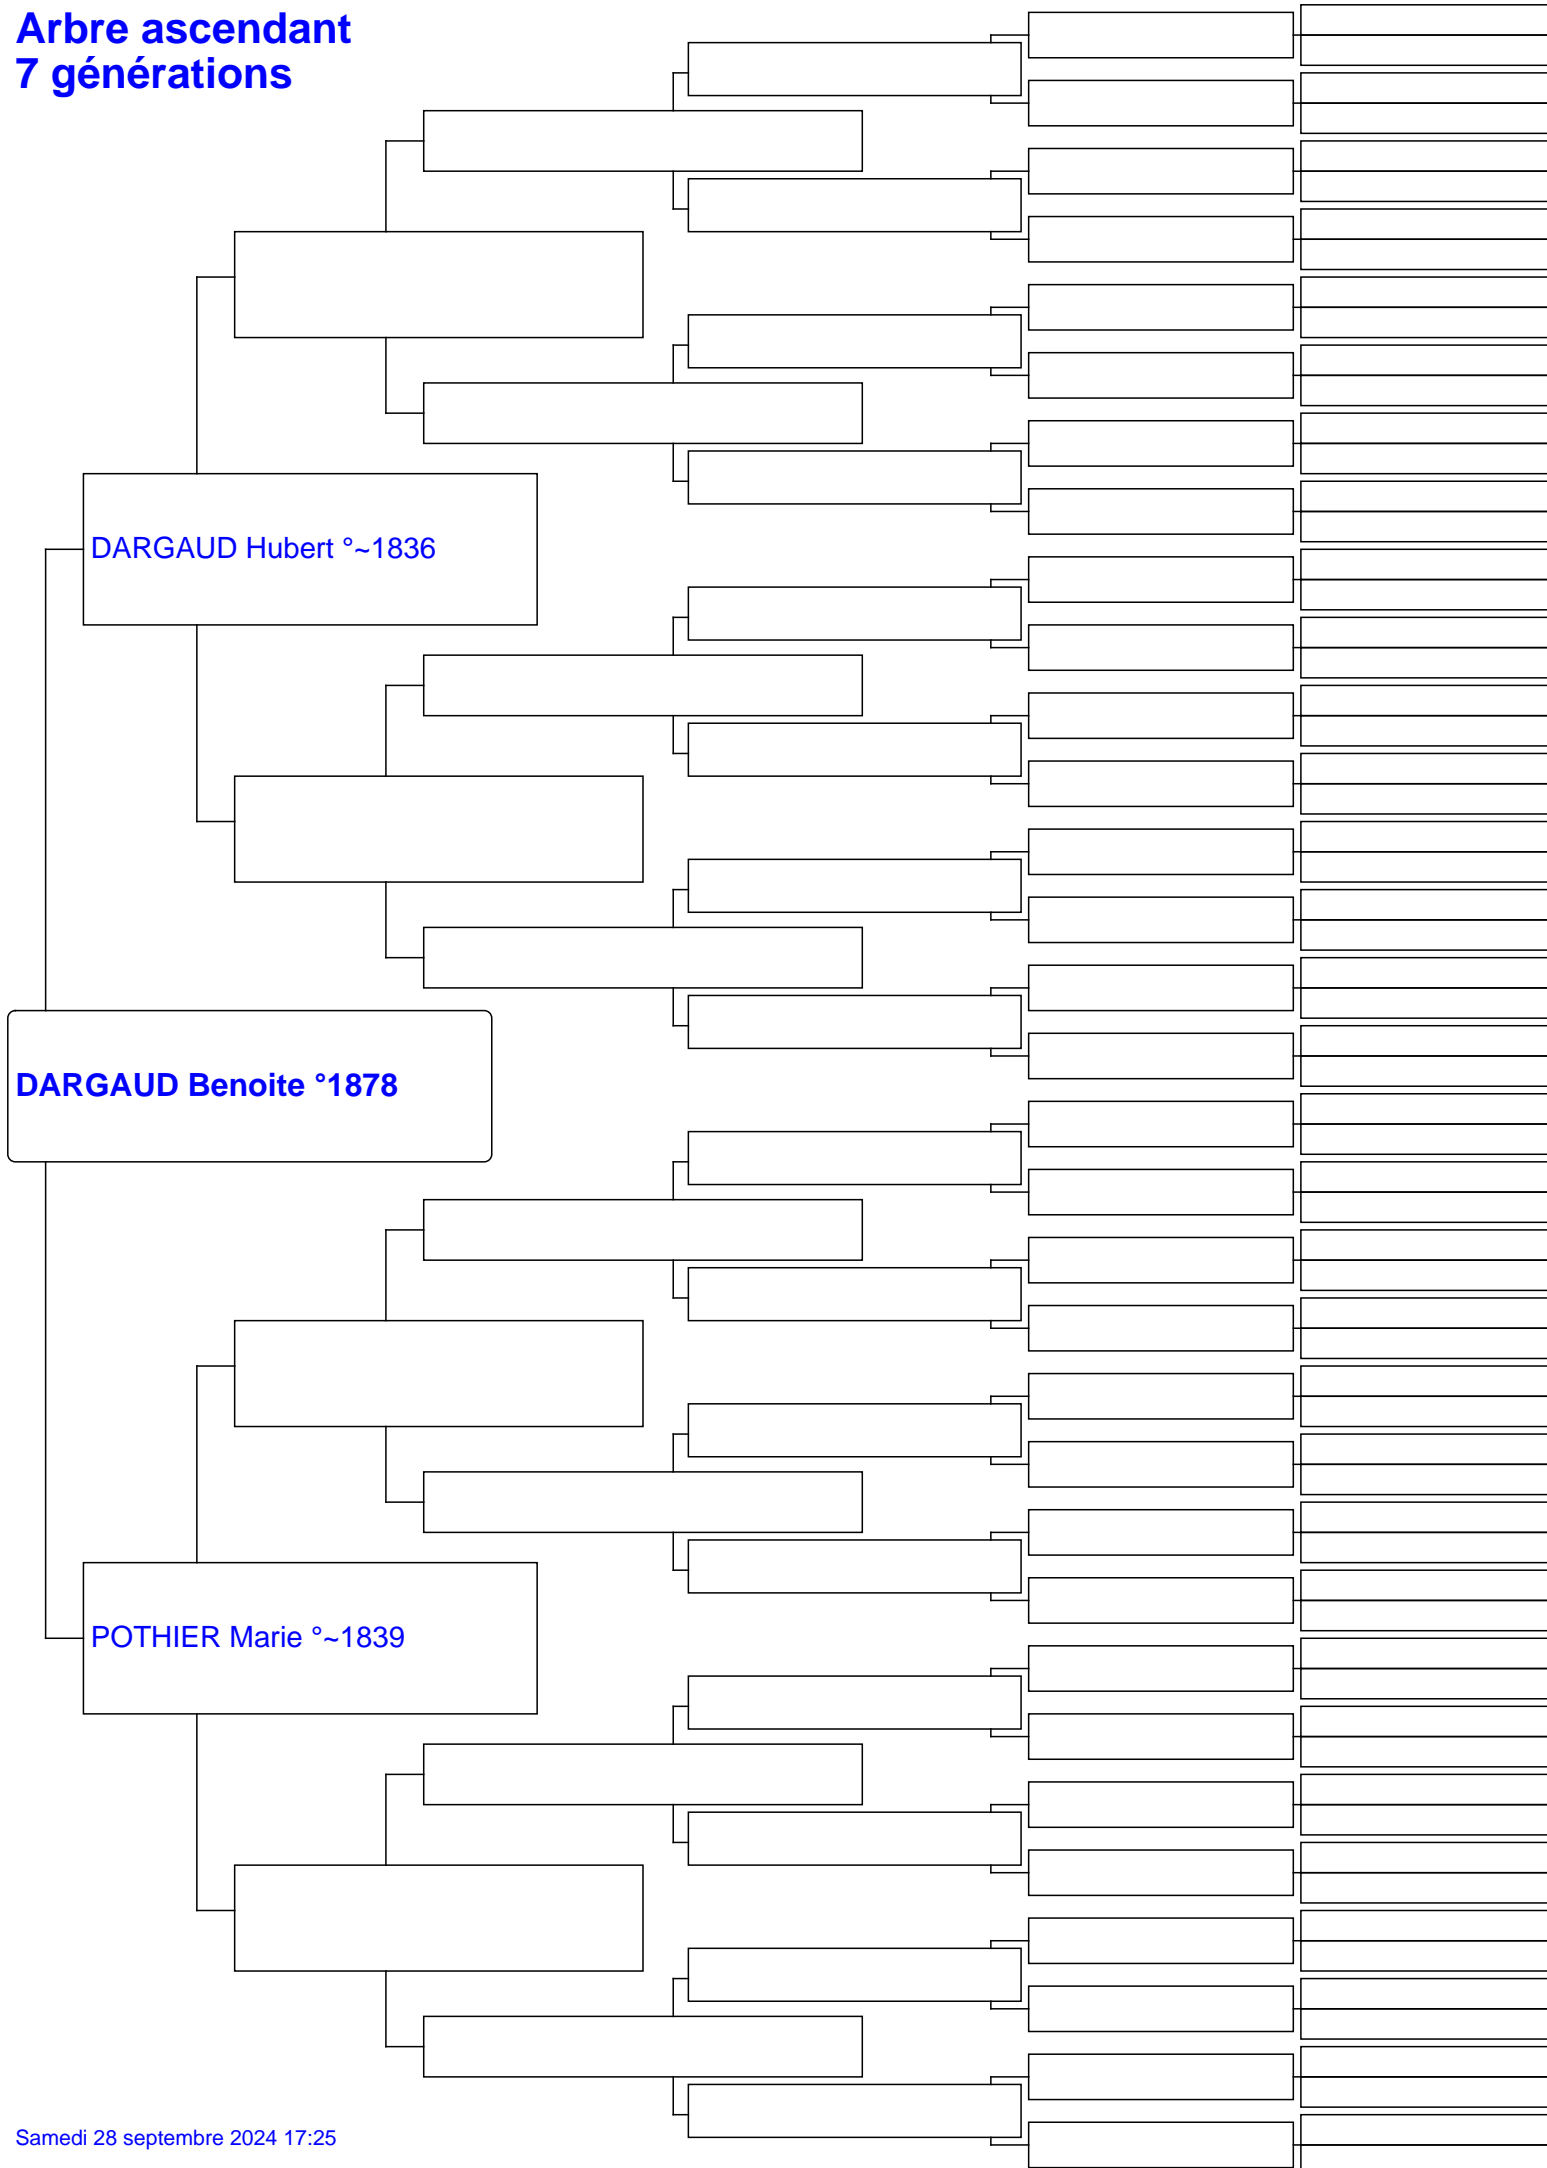 Arbre ascendant
7 générations
DARGAUD Hubert °~1836
DARGAUD Benoite °1878
POTHIER Marie °~1839
Samedi 28 septembre 2024 17:25